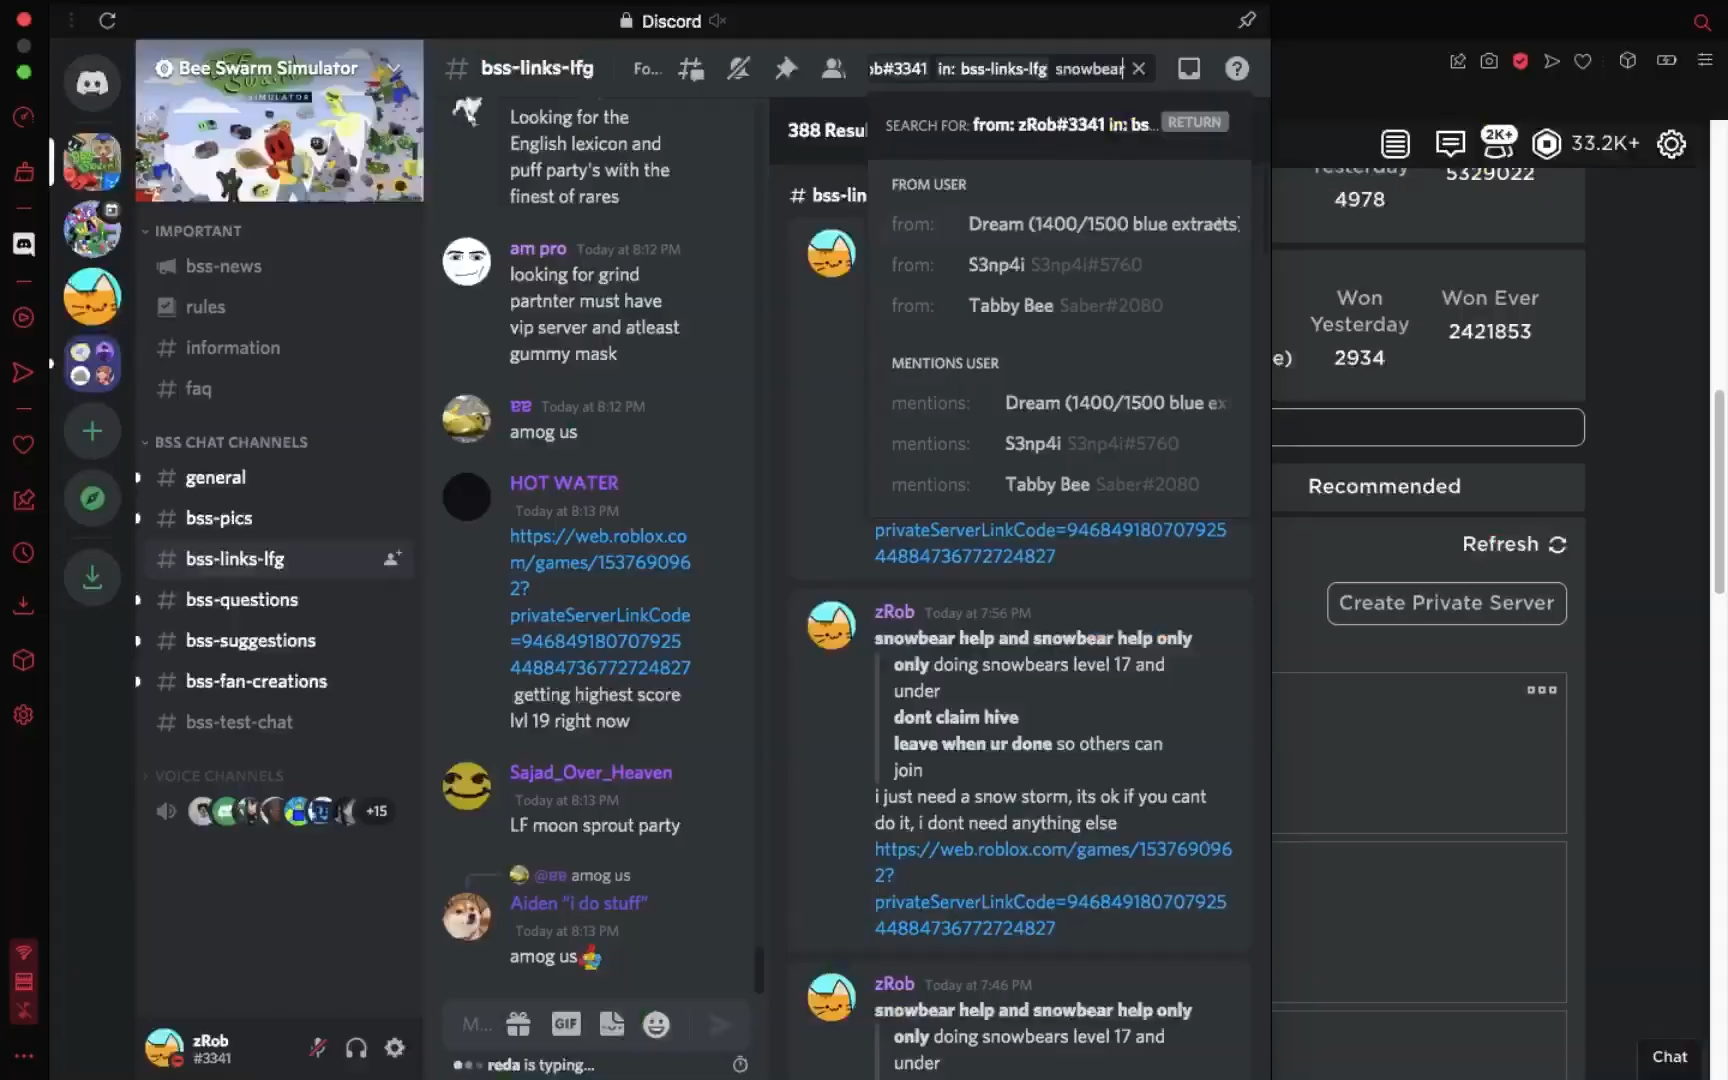 Discord
Bee Swarm Simulator
SIMULATOR
IMPORTANT
bss-news
rules
information
faq
BSS CHAT CHANNELS
general
bss-pics
bss-links-lfg
bss-questions
bss-suggestions
bss-fan-creations
bss-test-chat
VOICE CHANNELS
+15
zRob
#3341
bss-links-lfg
Fo...
b#3341 in: bss-links-lfg snowbear
Looking for the
English lexicon and
puff party's with the
finest of rares
am pro Today at 8:12 PM
looking for grind
partnter must have
vip server and atleast
gummy mask
Today at 8:12 PM
amog us
HOT WATER
Today at 8:13 PM
https://web.roblox.co
m/games/153769096
2?
privateServerLinkCode
=946849180707925
44884736772724827
getting highest score
lvl 19 right now
Sajad_Over_Heaven
Today at 8:13 PM
LF moon sprout party
amog us
Aiden “i do stuff”
Today at 8:13 PM
amog us
M...
GIF
reda is typing...
388 Resu
# bss-lin
SEARCH FOR: from: zRob#3341 in: bs...
RETURN
FROM USER
from: Dream (1400/1500 blue extracts)
from: S3np4i S3np4i#5760
from: Tabby Bee Saber#2080
MENTIONS USER
mentions: Dream (1400/1500 blue ex
mentions: S3np4i S3np4i#5760
mentions: Tabby Bee Saber#2080
privateServerLinkCode=946849180707925
44884736772724827
zRob Today at 7:56 PM
snowbear help and snowbear help only
only doing snowbears level 17 and
under
dont claim hive
leave when ur done so others can
join
i just need a snow storm, its ok if you cant
do it, i dont need anything else
https://web.roblox.com/games/153769096
2?
privateServerLinkCode=946849180707925
44884736772724827
zRob Today at 7:46 PM
snowbear help and snowbear help only
only doing snowbears level 17 and
under
2K+
33.2K+
Yesterday
4978
5329022
e)
Won
Yesterday
2934
Won Ever
2421853
Recommended
Refresh
Create Private Server
Chat